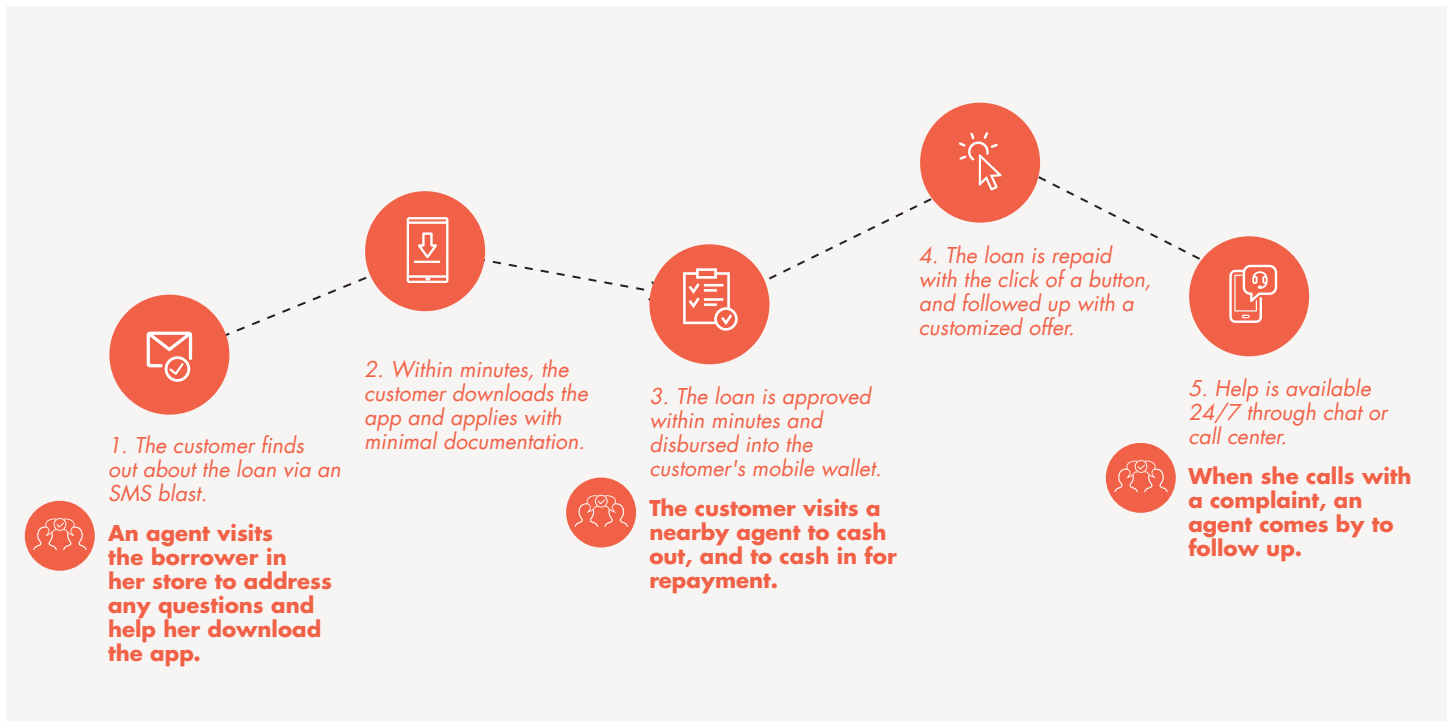 1. The customer finds
out about the loan via an
SMS blast.
An agent visits
the borrower in
her store to address
any questions and
help her download
the app.
2. Within minutes, the
customer downloads the
app and applies with
minimal documentation.
3. The loan is approved
within minutes and
disbursed into the
customer's mobile wallet.
The customer visits a
nearby agent to cash
out, and to cash in for
repayment.
4. The loan is repaid
with the click of a button,
and followed up with a
customized offer.
5. Help is available
24/7 through chat or
call center.
When she calls with
a complaint, an
agent comes by to
follow up.